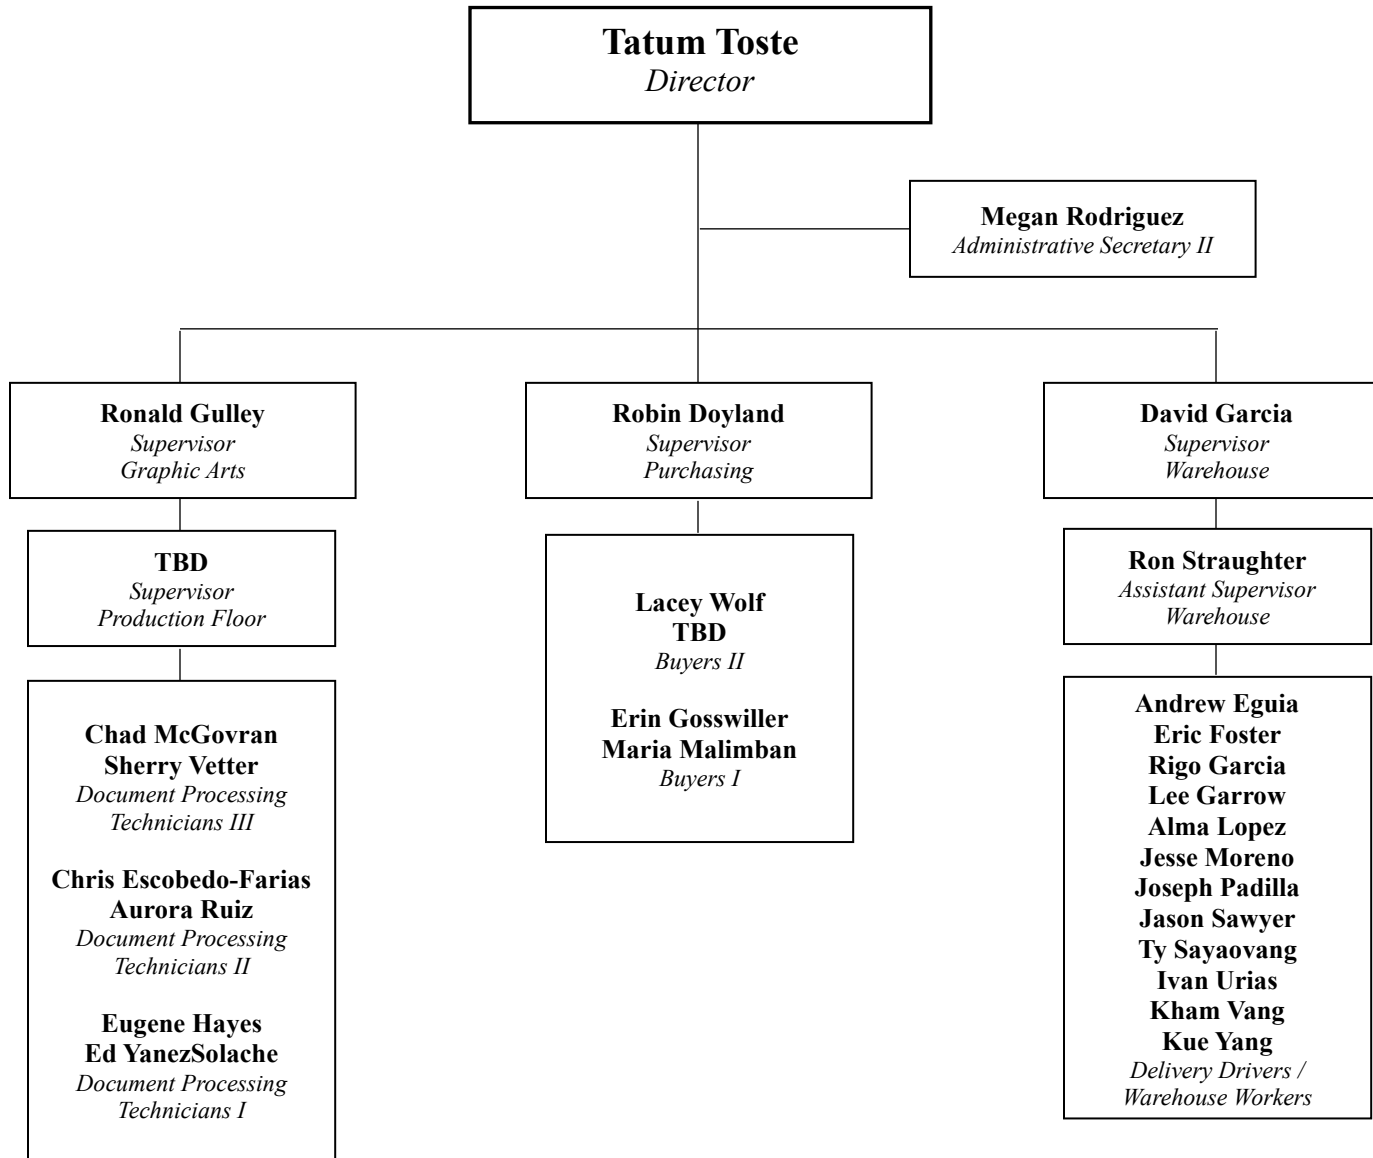 Tatum Toste
Director
Megan Rodriguez
Administrative Secretary II
Ronald Gulley
Supervisor
Graphic Arts
Robin Doyland
Supervisor
Purchasing
David Garcia
Supervisor
Warehouse
TBD
Supervisor
Production Floor
Lacey Wolf
TBD
Buyers II
Erin Gosswiller
Maria Malimban
Buyers I
Ron Straughter
Assistant Supervisor
Warehouse
Chad McGovran
Sherry Vetter
Document Processing
Technicians III
Chris Escobedo-Farias
Aurora Ruiz
Document Processing
Technicians II
Eugene Hayes
Ed YanezSolache
Document Processing
Technicians I
Andrew Eguia
Eric Foster
Rigo Garcia
Lee Garrow
Alma Lopez
Jesse Moreno
Joseph Padilla
Jason Sawyer
Ty Sayaovang
Ivan Urias
Kham Vang
Kue Yang
Delivery Drivers /
Warehouse Workers